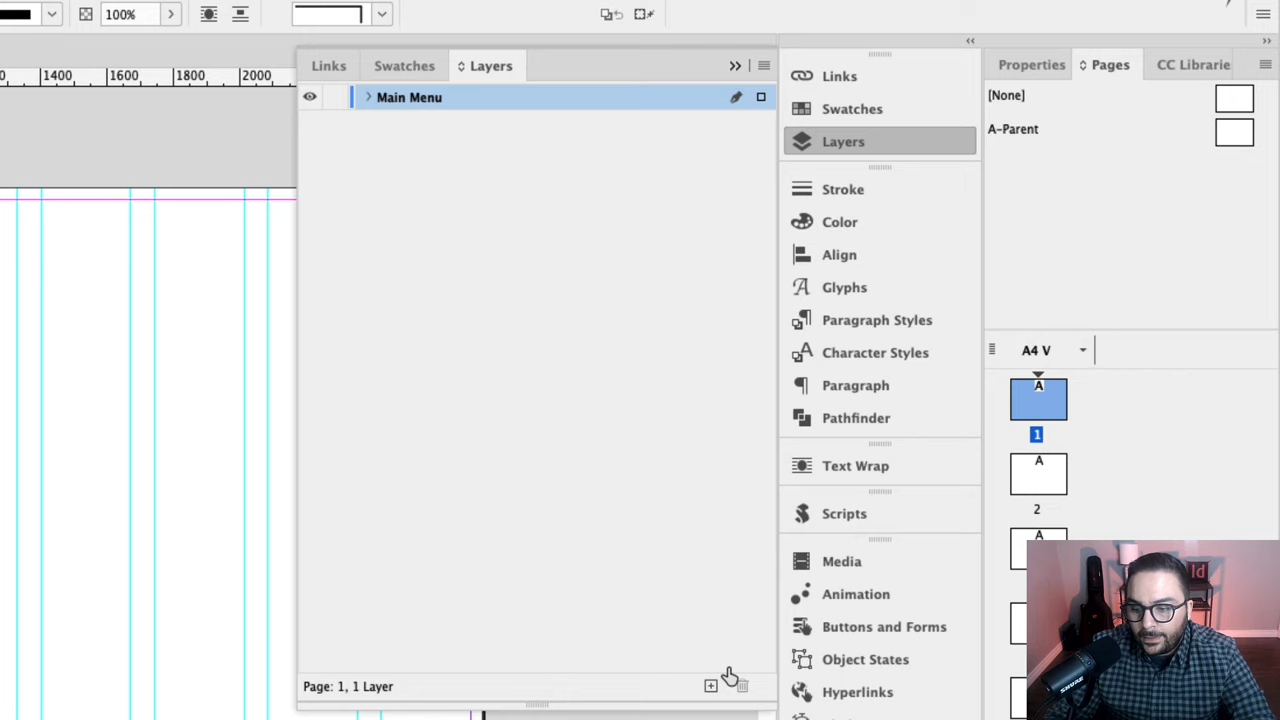 100%
1400 1600 1800 2000
Links Swatches Layers
Main Menu
Page: 1, 1 Layer
Links
Swatches
Layers
Stroke
Color
Align
Glyphs
Paragraph Styles
Character Styles
Paragraph
Pathfinder
Text Wrap
Scripts
Media
Animation
Buttons and Forms
Object States
Hyperlinks
Properties Pages CC Librarie
[None]
A-Parent
A4 V
A
1
A
2
A
Id
SHURE